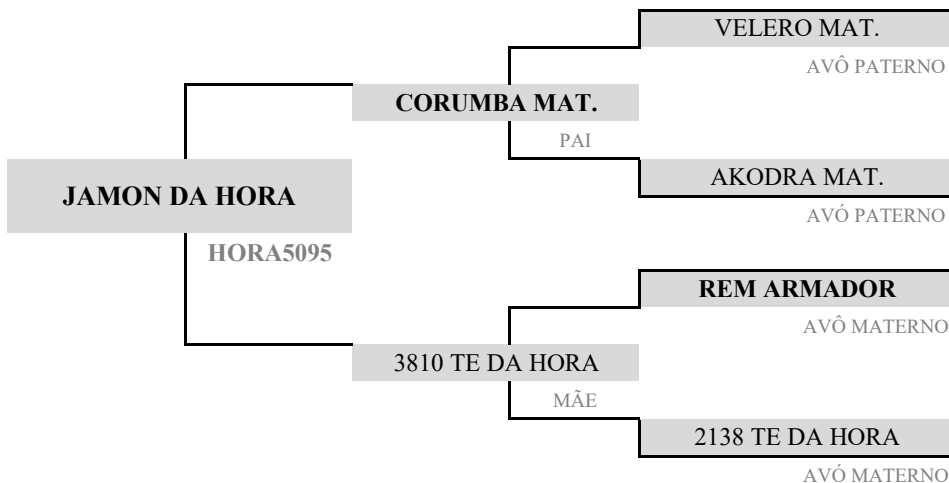 VELERO MAT.
AVÔ PATERNO
CORUMBA MAT.
PAI
AKODRA MAT.
AVÓ PATERNO
JAMON DA HORA
HORA5095
REM ARMADOR
AVÔ MATERNO
3810 TE DA HORA
MÃE
2138 TE DA HORA
AVÓ MATERNO